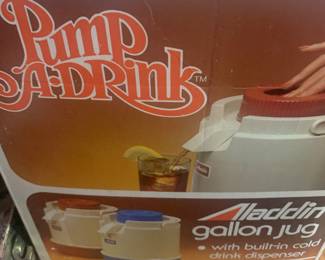 Pump
A-DRink™
Aladdin
gallon jug
• with built-in cold
drink dispenser